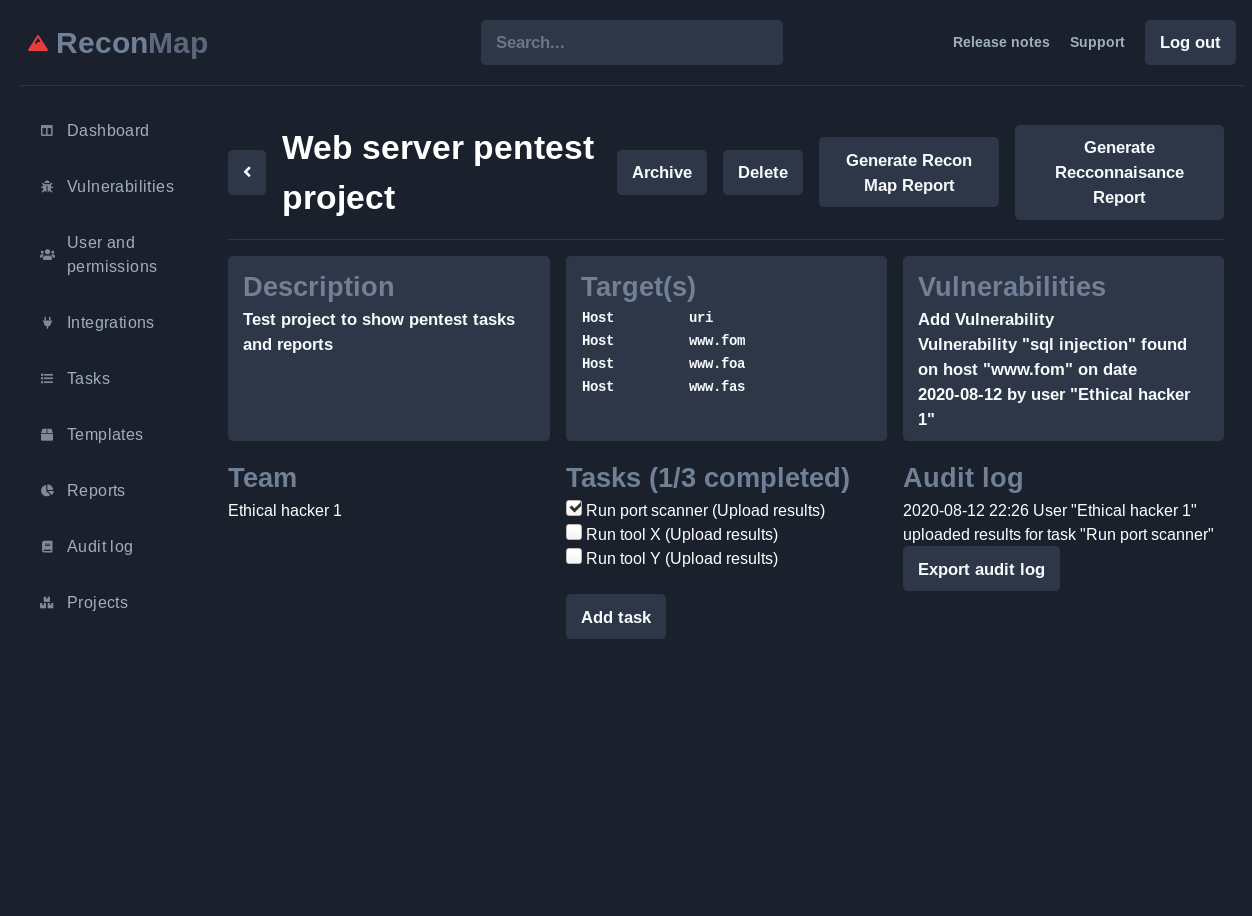 ReconMap
Search...
Release notes
Support
Log out
Dashboard
Vulnerabilities
User and
permissions
Integrations
Tasks
Templates
Reports
Audit log
Projects
Web server pentest
project
Archive
Delete
Generate Recon
Map Report
Generate
Recconnaisance
Report
Description
Test project to show pentest tasks
and reports
Target(s)
Host uri
Host www.fom
Host www.foa
Host www.fas
Vulnerabilities
Add Vulnerability
Vulnerability "sql injection" found
on host "www.fom" on date
2020-08-12 by user "Ethical hacker
1"
Team
Ethical hacker 1
Tasks (1/3 completed)
Run port scanner (Upload results)
Run tool X (Upload results)
Run tool Y (Upload results)
Add task
Audit log
2020-08-12 22:26 User "Ethical hacker 1"
uploaded results for task "Run port scanner"
Export audit log